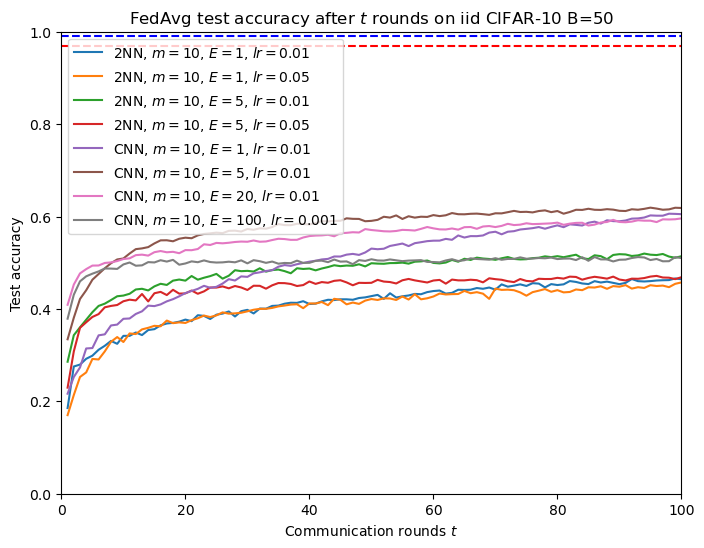 FedAvg test accuracy after t rounds on iid CIFAR-10 B=50
1.0
0.8
0.6
0.4
0.2
0.0
Test accuracy
2NN, m = 10, E = 1, lr = 0.01
2NN, m = 10, E = 1, lr = 0.05
2NN, m = 10, E = 5, lr = 0.01
2NN, m = 10, E = 5, lr = 0.05
CNN, m = 10, E = 1, lr = 0.01
CNN, m = 10, E = 5, lr = 0.01
CNN, m = 10, E = 20, lr = 0.01
CNN, m = 10, E = 100, lr = 0.001
0 20 40 60 80 100
Communication rounds t